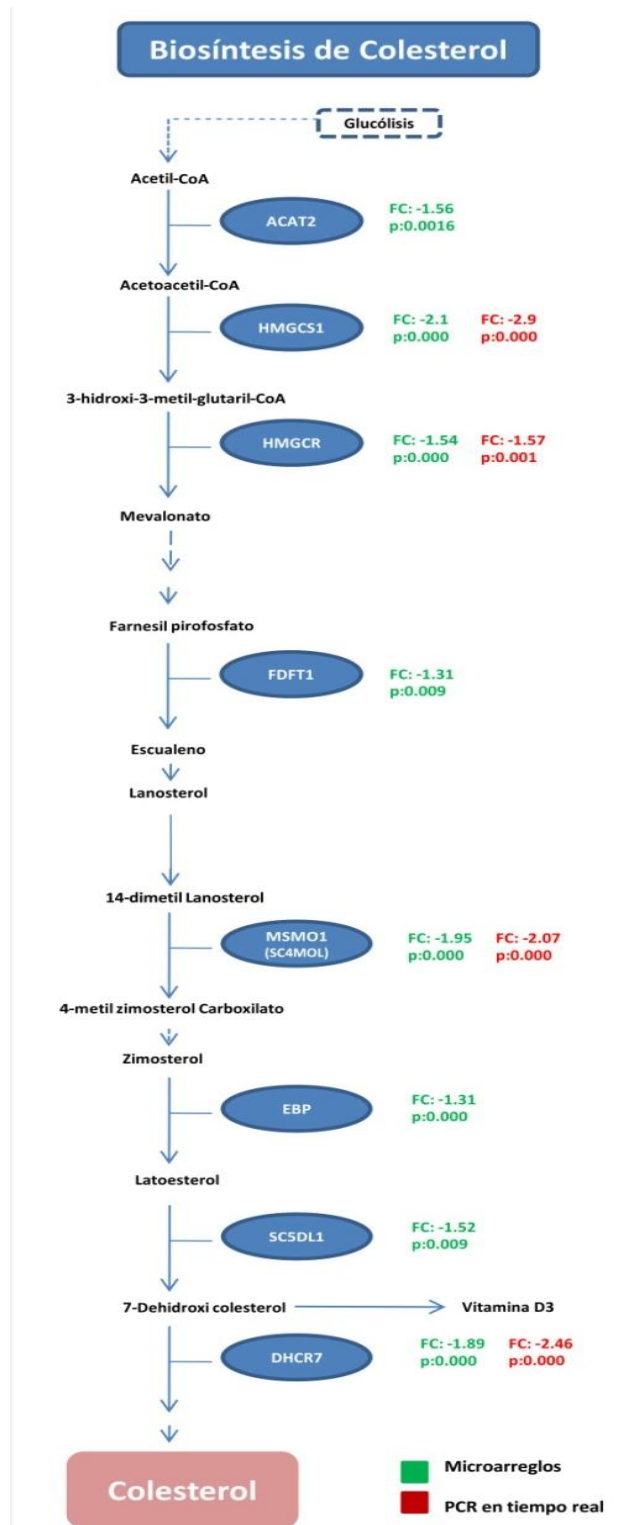 Biosíntesis de Colesterol
Glucólisis
Acetil-CoA
ACAT2
FC: -1.56
p:0.0016
Acetoacetil-CoA
HMGCS1
FC: -2.1 FC: -2.9
p:0.000 p:0.000
3-hidroxi-3-metil-glutaril-CoA
HMGCR
FC: -1.54 FC: -1.57
p:0.000 p:0.001
Mevalonato
Farnesil pirofosfato
FDFT1
FC: -1.31
p:0.009
Escualeno
Lanosterol
14-dimetil Lanosterol
MSMO1
(SC4MOL)
FC: -1.95 FC: -2.07
p:0.000 p:0.000
4-metil zimosterol Carboxilato
Zimosterol
EBP
FC: -1.31
p:0.000
Latoesterol
SC5DL1
FC: -1.52
p:0.009
7-Dehidroxi colesterol Vitamina D3
DHCR7
FC: -1.89 FC: -2.46
p:0.000 p:0.000
Colesterol
Microarreglos
PCR en tiempo real